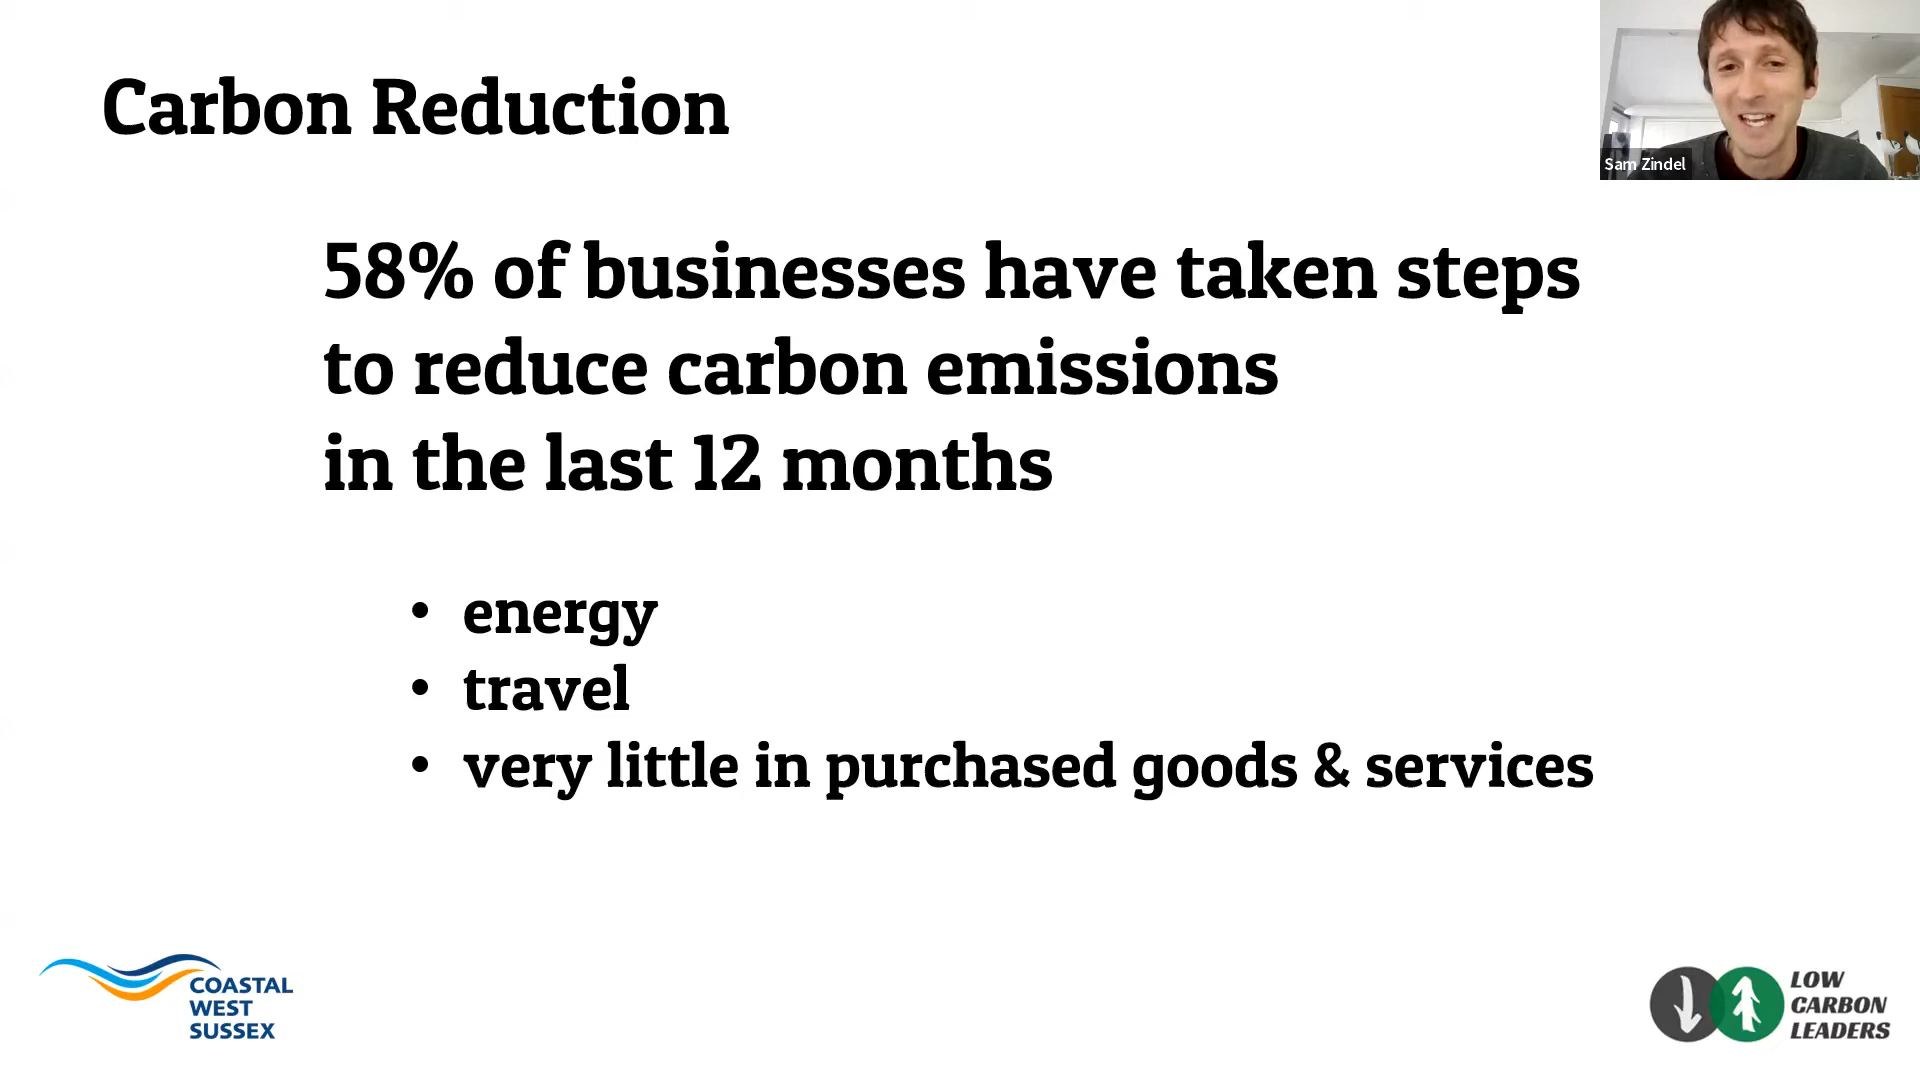 Carbon Reduction
Sam Zindel
58% of businesses have taken steps
to reduce carbon emissions
in the last 12 months
• energy
• travel
• very little in purchased goods & services
COASTAL
WEST
SUSSEX
LOW
CARBON
LEADERS